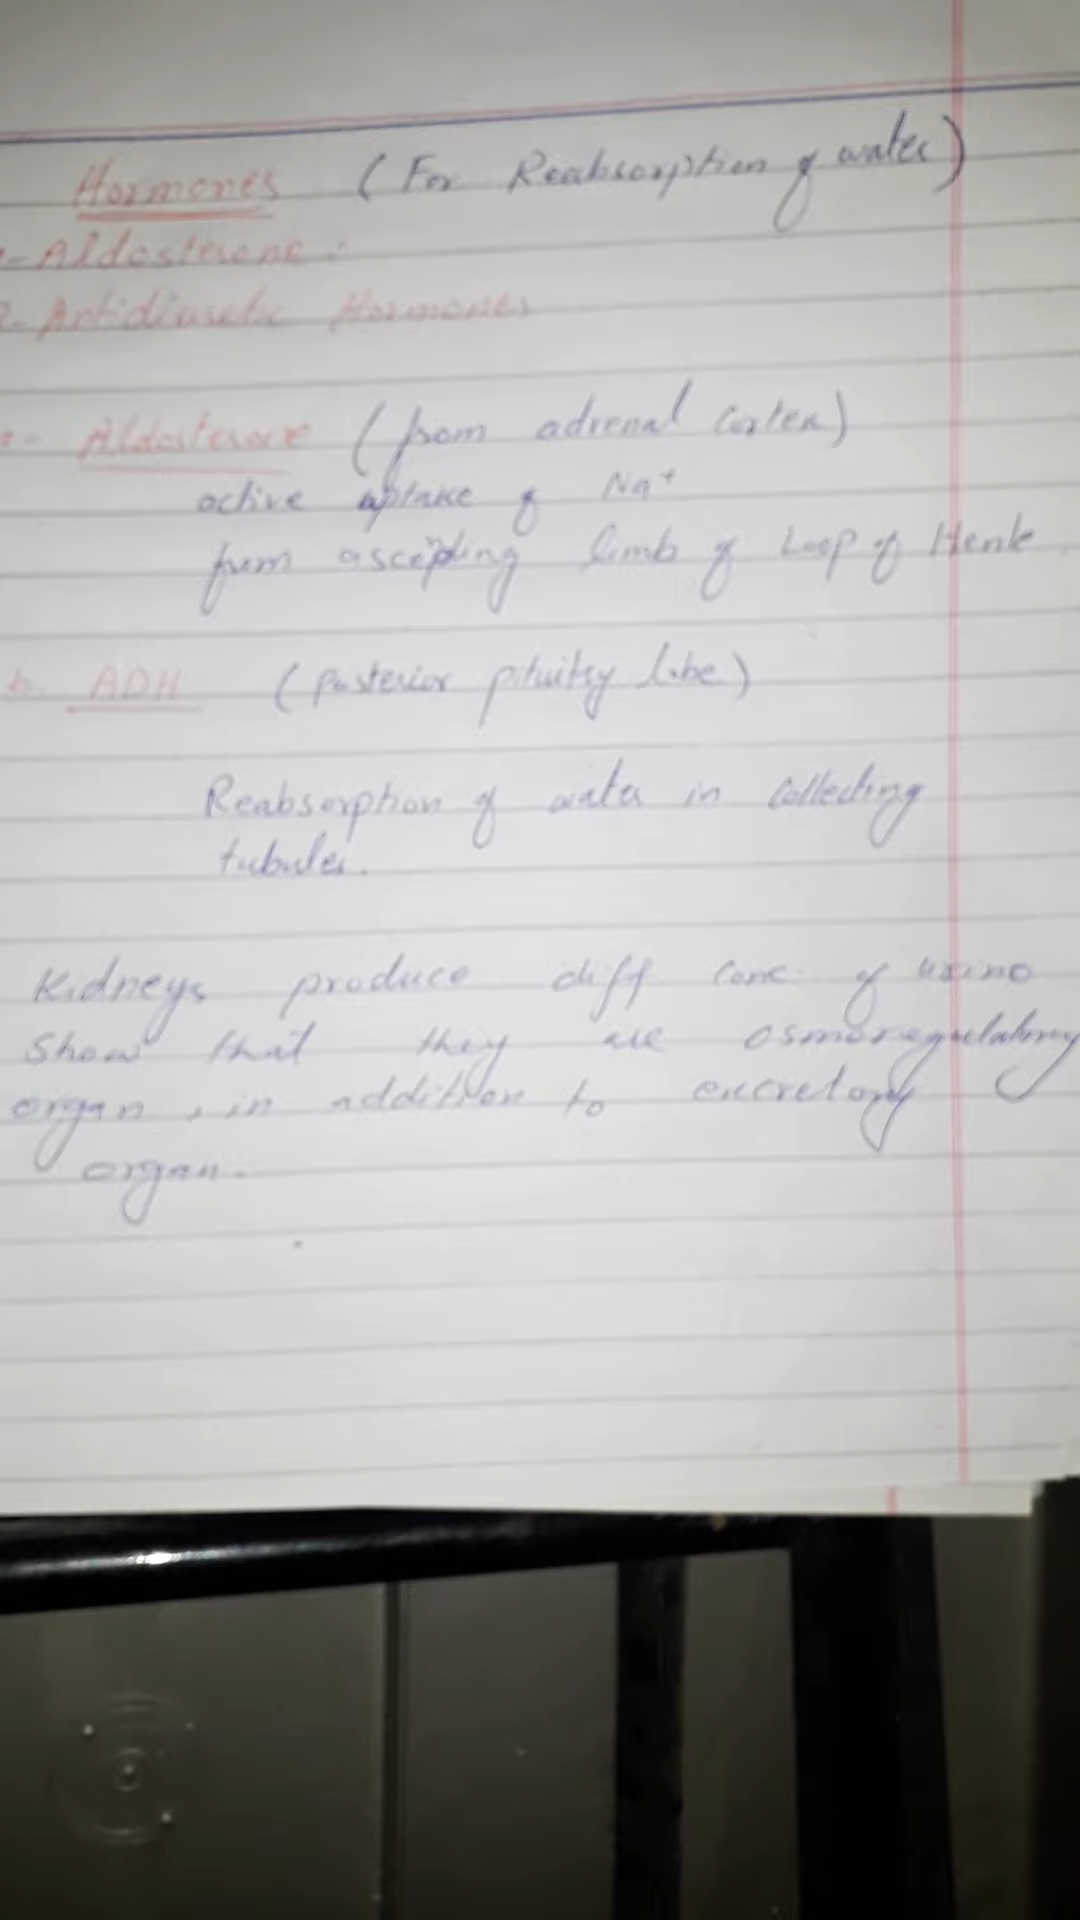 Hormones (For Reabsorption of water)
1- Aldosterone:
2- Antidiuretic Hormones
a- Aldosterone (from adrenal Cortex)
active uptake of Na+
from ascending limb of Loop of Henle
b. ADH (Posterior pituitry lobe)
Reabsorption of water in Collecting
tubules.
Kidneys produce diff conc. of urine
Show that they are osmoregulatory
organ, in addition to excretory
organ.